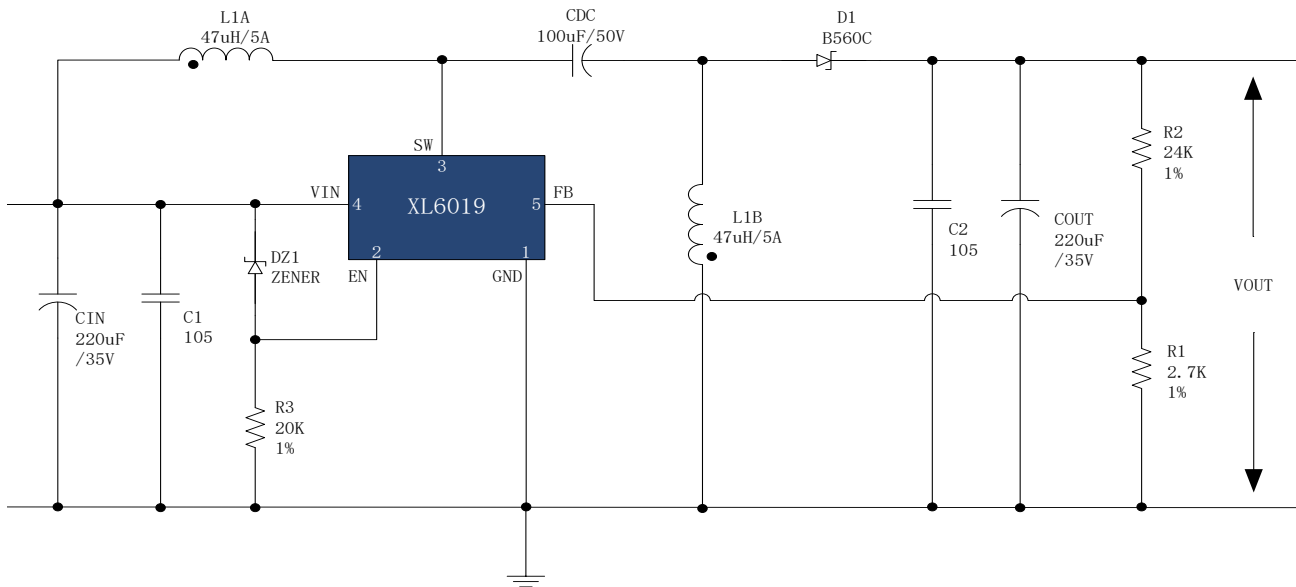 L1A
47uH/5A
CDC
100uF/50V
D1
B560C
SW
3
VIN
4
XL6019
5
FB
2
EN
1
GND
R2
24K
1%
L1B
47uH/5A
C2
105
COUT
220uF
/35V
DZ1
ZENER
VOUT
CIN
220uF
/35V
C1
105
R1
2.7K
1%
R3
20K
1%